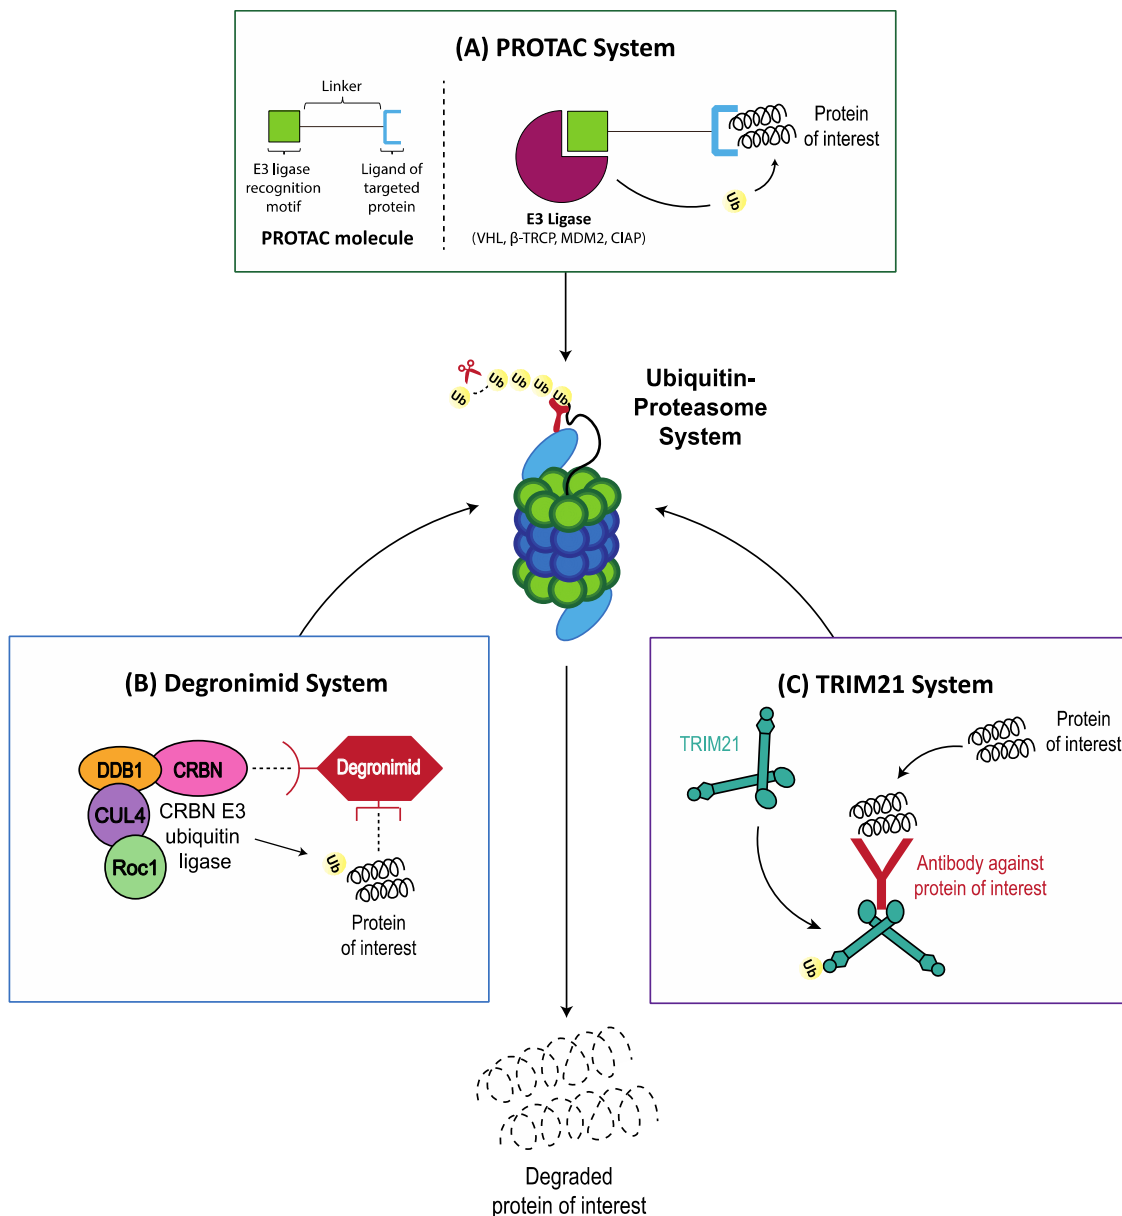 (A) PROTAC System
Linker
E3 ligase
recognition
motif
Ligand of
targeted
protein
PROTAC molecule
Protein
of interest
Ub
E3 Ligase
(VHL, β-TRCP, MDM2, CIAP)
Ub
Ub
Ub
Ub
Ub
Ubiquitin-
Proteasome
System
(B) Degronimid System
DDB1
CRBN
Degronimid
CUL4
CRBN E3
ubiquitin
ligase
Roc1
Ub
Protein
of interest
(C) TRIM21 System
TRIM21
Protein
of interest
Antibody against
protein of interest
Ub
Degraded
protein of interest